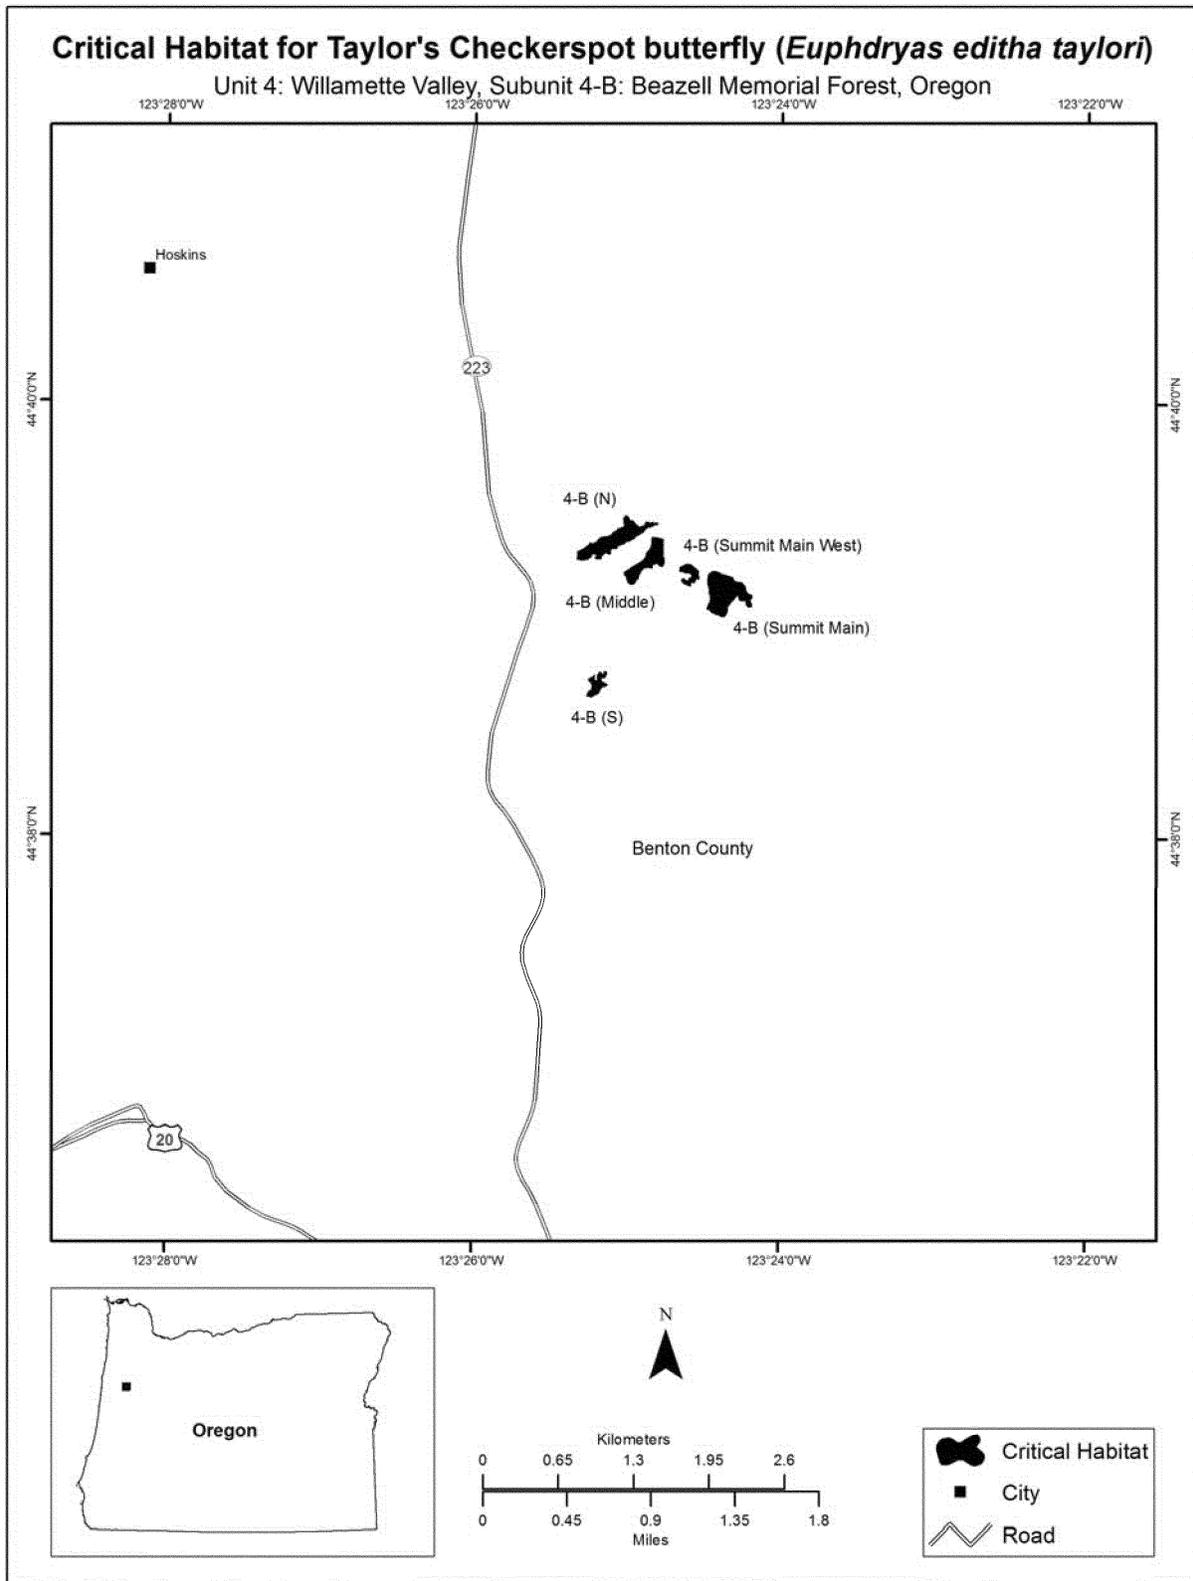 Critical Habitat for Taylor's Checkerspot butterfly (Euphdryas editha taylori)
Unit 4: Willamette Valley, Subunit 4-B: Beazell Memorial Forest, Oregon
123°28'0"W 123°26'0"W 123°24'0"W 123°22'0"W
Hoskins
223
44°40'0"N 44°40'0"N
4-B (N)
4-B (Summit Main West)
4-B (Middle)
4-B (Summit Main)
4-B (S)
44°38'0"N 44°38'0"N
Benton County
20
123°28'0"W 123°26'0"W 123°24'0"W 123°22'0"W
Oregon
N
Kilometers
0 0.65 1.3 1.95 2.6
0 0.45 0.9 1.35 1.8
Miles
Critical Habitat
City
Road